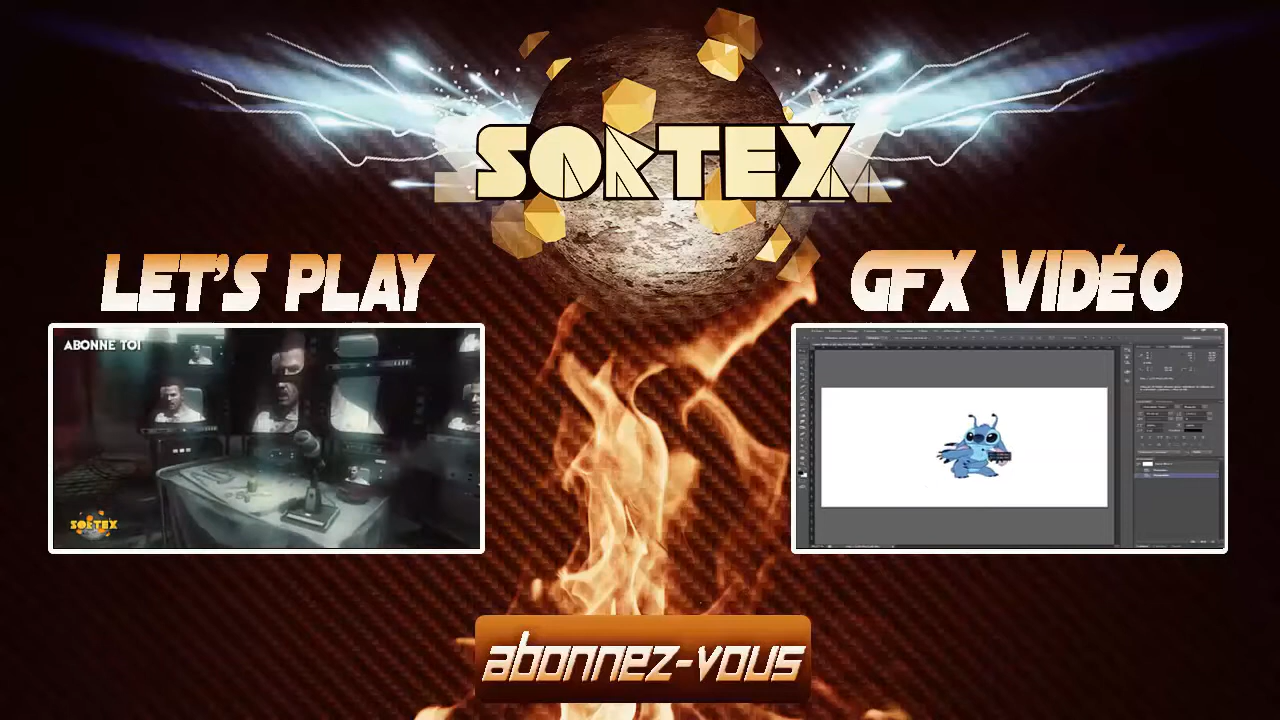 SORTEX
LET'S PLAY
GFX VIDÉO
ABONNE TOI
SORTEX
abonnez-vous